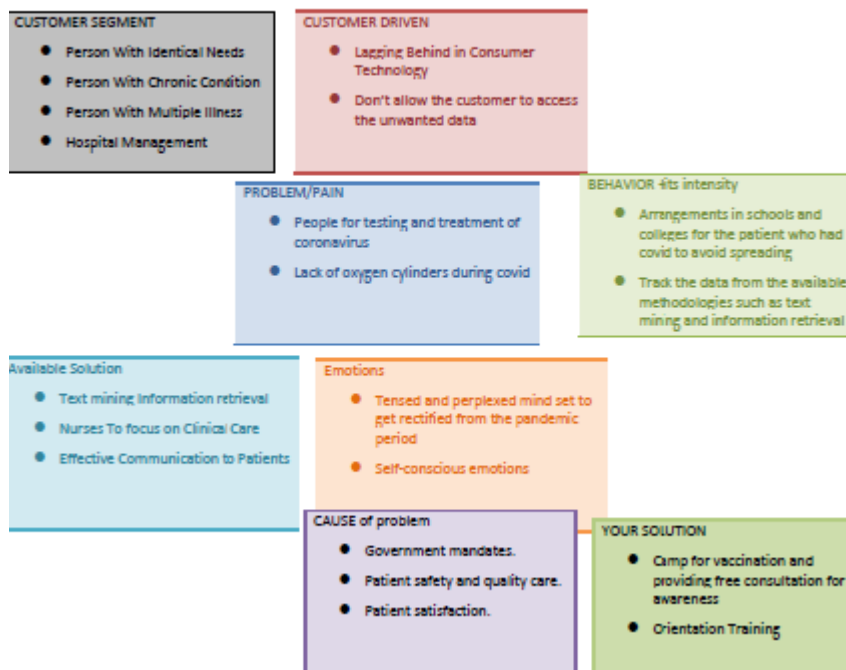 CUSTOMER SEGMENT
● Person With Identical Needs
● Person With Chronic Condition
● Person With Multiple Illness
● Hospital Management
CUSTOMER DRIVEN
● Lagging Behind in Consumer
Technology
● Don't allow the customer to access
the unwanted data
PROBLEM/PAIN
● People for testing and treatment of
coronavirus
● Lack of oxygen cylinders during covid
BEHAVIOR +its intensity
● Arrangements in schools and
colleges for the patient who had
covid to avoid spreading
● Track the data from the available
methodologies such as text
mining and information retrieval
Available Solution
● Text mining Information retrieval
● Nurses To focus on Clinical Care
● Effective Communication to Patients
Emotions
● Tensed and perplexed mind set to
get rectified from the pandemic
period
● Self-conscious emotions
CAUSE of problem
● Government mandates.
● Patient safety and quality care.
● Patient satisfaction.
YOUR SOLUTION
● Camp for vaccination and
providing free consultation for
awareness
● Orientation Training